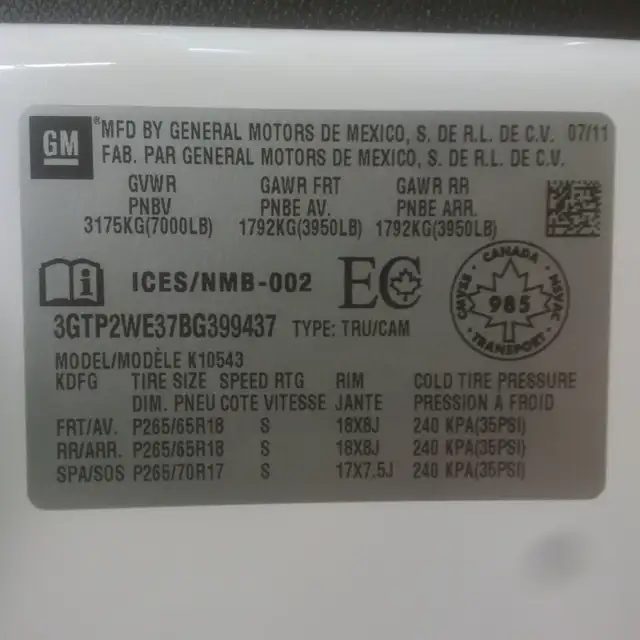 GM
®MFD BY GENERAL MOTORS DE MEXICO, S. DE R.L. DE C.V. 07/11
FAB. PAR GENERAL MOTORS DE MEXICO, S. DE R.L. DE C.V.
GVWR GAWR FRT GAWR RR
PNBV PNBE AV. PNBE ARR.
3175KG(7000LB) 1792KG(3950LB) 1792KG(3950LB)
i ICES/NMB-002 EC
CANADA
CMVSS 985 NSVAC
TRANSPORT
3GTP2WE37BG399437 TYPE: TRU/CAM
MODEL/MODÈLE K10543
KDFG TIRE SIZE SPEED RTG RIM COLD TIRE PRESSURE
DIM. PNEU COTE VITESSE JANTE PRESSION À FROID
FRT/AV. P265/65R18 S 18X8J 240 KPA(35PSI)
RR/ARR. P265/65R18 S 18X8J 240 KPA(35PSI)
SPA/SOS P265/70R17 S 17X7.5J 240 KPA(35PSI)